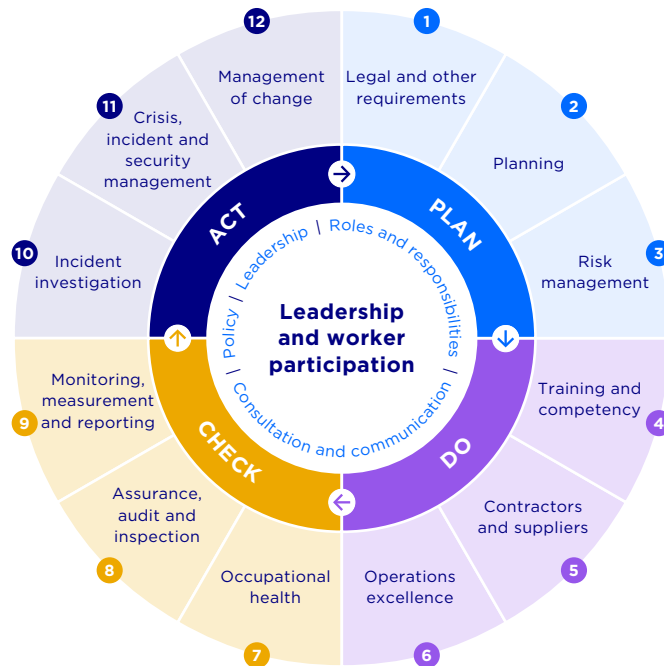 1
Legal and other
requirements
2
Planning
3
Risk
management
4
Training and
competency
5
Contractors
and suppliers
6
Operations
excellence
7
Occupational
health
8
Assurance,
audit and
inspection
9
Monitoring,
measurement
and reporting
10
Incident
investigation
11
Crisis,
incident and
security
management
12
Management
of change
PLAN
DO
CHECK
ACT
Policy | Leadership | Roles and responsibilities | Consultation and communication |
Leadership
and worker
participation